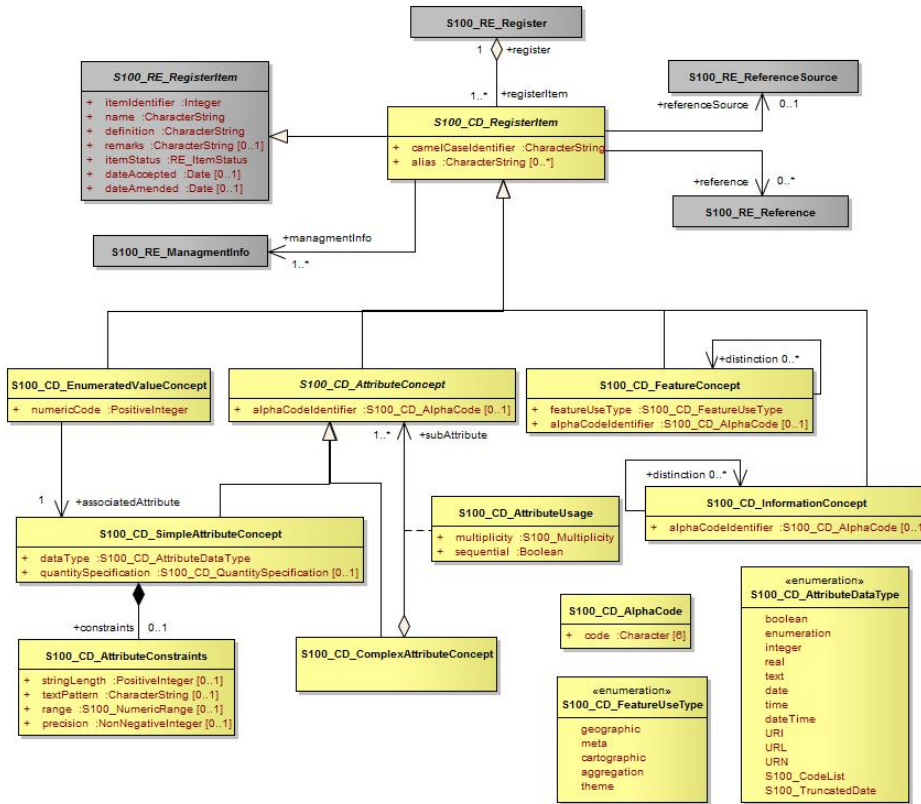 S100_RE_Register
1
+register
S100_RE_RegisterItem
+ itemIdentifier :Integer
+ name :CharacterString
+ definition :CharacterString
+ remarks :CharacterString [0..1]
+ itemStatus :RE_ItemStatus
+ dateAccepted :Date [0..1]
+ dateAmended :Date [0..1]
1..*
+registerItem
S100_CD_RegisterItem
+ camelCaseIdentifier :CharacterString
+ alias :CharacterString [0..*]
S100_RE_ReferenceSource
+referenceSource
0..1
+reference
0..*
S100_RE_Reference
+managmentInfo
S100_RE_ManagmentInfo
1..*
S100_CD_EnumeratedValueConcept
+ numericCode :PositiveInteger
S100_CD_AttributeConcept
+ alphaCodeIdentifier :S100_CD_AlphaCode [0..1]
+distinction 0..*
S100_CD_FeatureConcept
+ featureUseType :S100_CD_FeatureUseType
+ alphaCodeIdentifier :S100_CD_AlphaCode [0..1]
1..*
+subAttribute
+distinction 0..*
S100_CD_InformationConcept
+ alphaCodeIdentifier :S100_CD_AlphaCode [0..1]
1
+associatedAttribute
S100_CD_SimpleAttributeConcept
+ dataType :S100_CD_AttributeDataType
+ quantitySpecification :S100_CD_QuantitySpecification [0..1]
S100_CD_AttributeUsage
+ multiplicity :S100_Multiplicity
+ sequential :Boolean
+constraints
0..1
S100_CD_AttributeConstraints
+ stringLength :PositiveInteger [0..1]
+ textPattern :CharacterString [0..1]
+ range :S100_NumericRange [0..1]
+ precision :NonNegativeInteger [0..1]
S100_CD_ComplexAttributeConcept
S100_CD_AlphaCode
+ code :Character [6]
«enumeration»
S100_CD_FeatureUseType
geographic
meta
cartographic
aggregation
theme
«enumeration»
S100_CD_AttributeDataType
boolean
enumeration
integer
real
text
date
time
dateTime
URI
URL
URN
S100_CodeList
S100_TruncatedDate